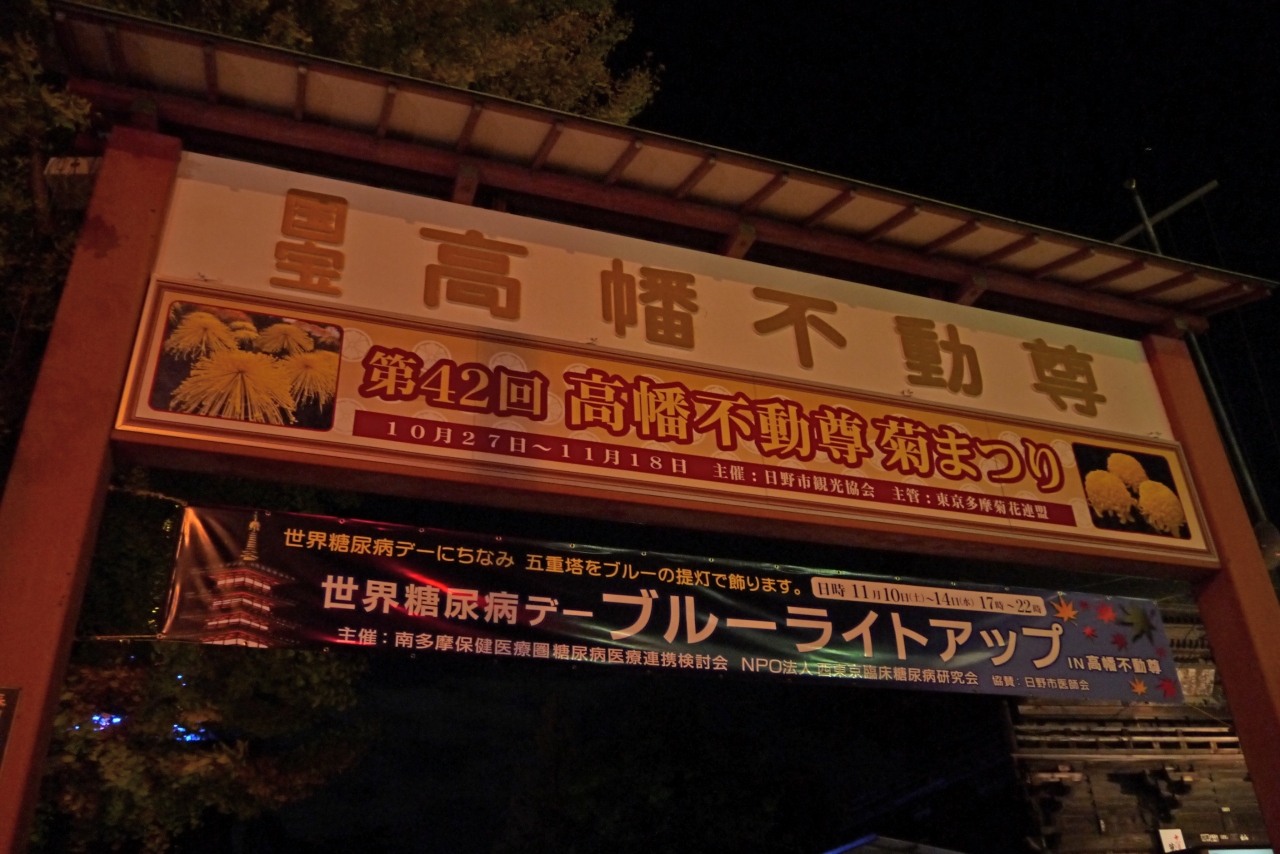 国宝 高幡不動尊
第42回 高幡不動尊 菊まつり
10月27日〜11月18日 主催:日野市観光協会 主管:東京多摩菊花連盟
世界糖尿病デーにちなみ 五重塔をブルーの提灯で飾ります。
日時 11月10日(土)〜14日(水) 17時〜22時
世界糖尿病デー ブルーライトアップ IN高幡不動尊
主催:南多摩保健医療圏糖尿病医療連携検討会 NPO法人西東京臨床糖尿病研究会 協賛:日野市医師会